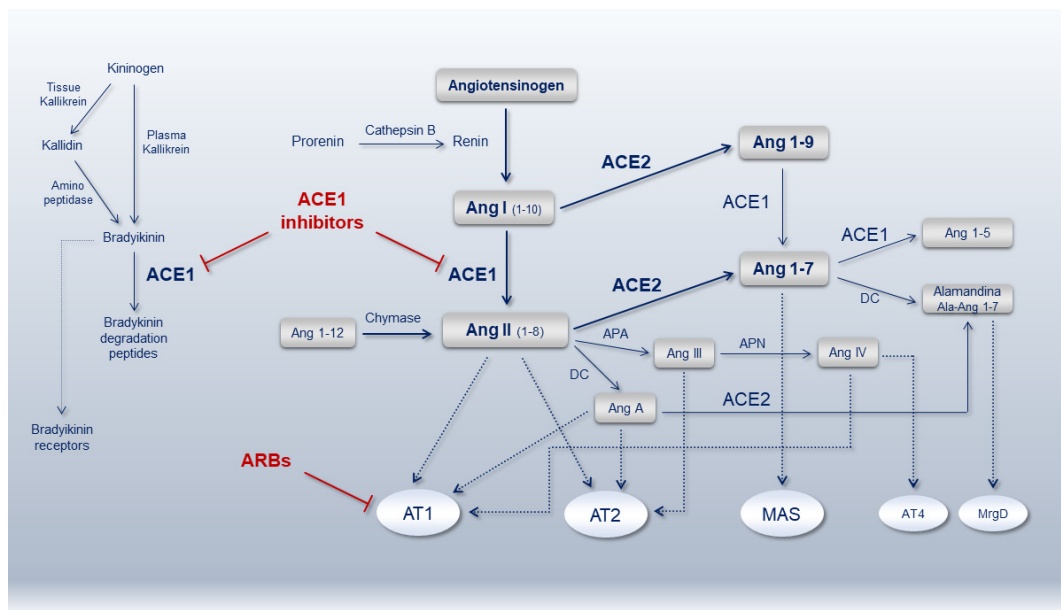 Kininogen
Tissue
Kallikrein
Plasma
Kallikrein
Kallidin
Amino
peptidase
Bradyikinin
ACE1
Bradykinin
degradation
peptides
Bradyikinin
receptors
ACE1
inhibitors
ARBs
Angiotensinogen
Prorenin
Cathepsin B
Renin
Ang I (1-10)
ACE1
Ang 1-12
Chymase
Ang II (1-8)
ACE2
Ang 1-9
ACE1
ACE2
Ang 1-7
ACE1
Ang 1-5
DC
Alamandina
Ala-Ang 1-7
APA
Ang III
APN
Ang IV
DC
Ang A
ACE2
AT1
AT2
MAS
AT4
MrgD